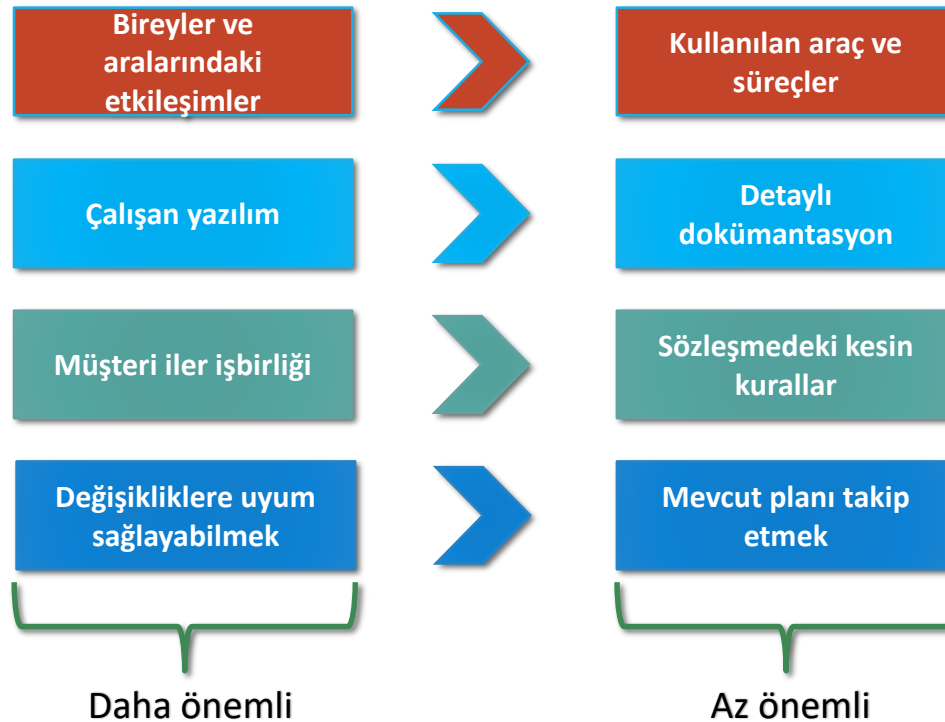 Bireyler ve
aralarındaki
etkileşimler
Kullanılan araç ve
süreçler
Çalışan yazılım
Detaylı
dokümantasyon
Müşteri iler işbirliği
Sözleşmedeki kesin
kurallar
Değişikliklere uyum
sağlayabilmek
Mevcut planı takip
etmek
Daha önemli
Az önemli